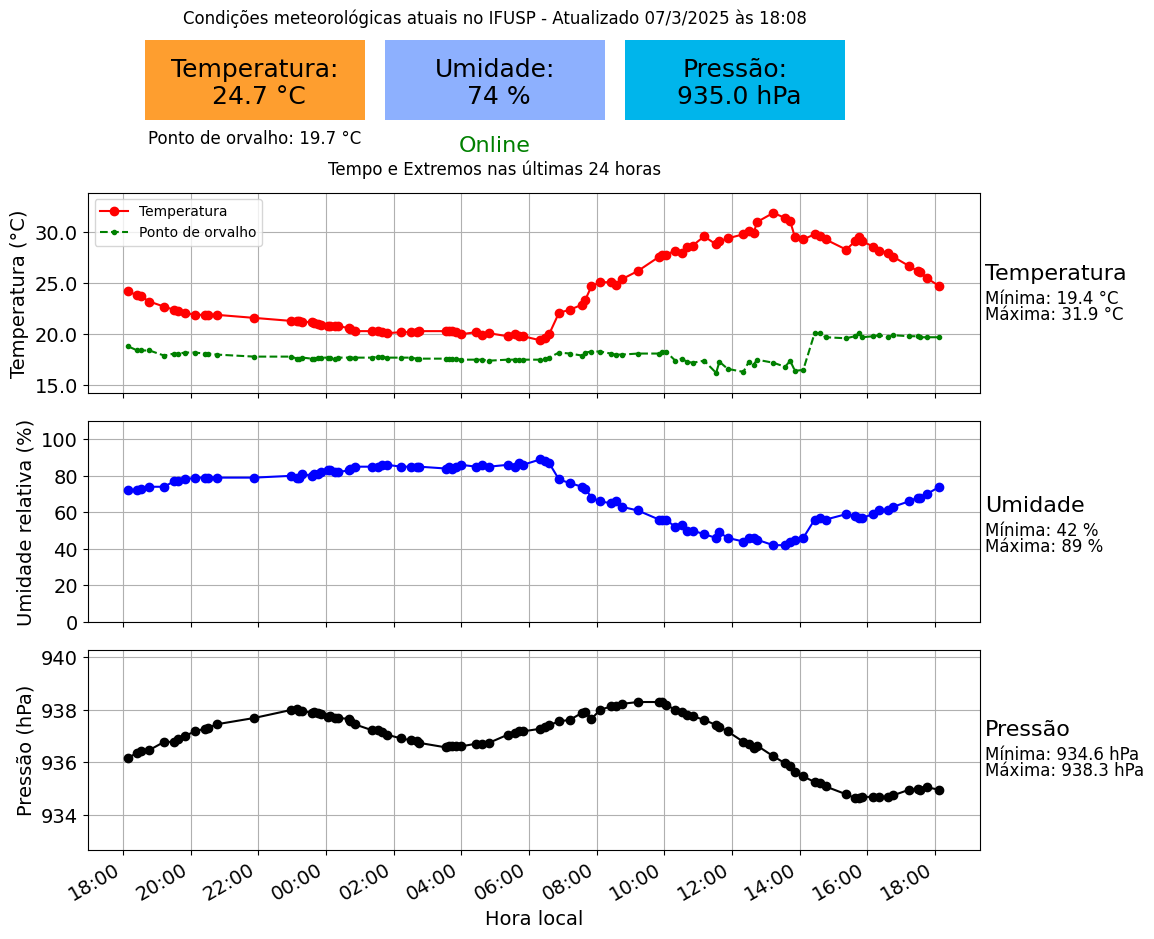 Condições meteorológicas atuais no IFUSP - Atualizado 07/3/2025 às 18:08
Temperatura:
24.7 °C
Umidade:
74 %
Pressão:
935.0 hPa
Ponto de orvalho: 19.7 °C
Online
Tempo e Extremos nas últimas 24 horas
Temperatura (°C)
30.0
25.0
20.0
15.0
Temperatura
Ponto de orvalho
Temperatura
Mínima: 19.4 °C
Máxima: 31.9 °C
Umidade relativa (%)
100
80
60
40
20
0
Umidade
Mínima: 42 %
Máxima: 89 %
Pressão (hPa)
940
938
936
934
Pressão
Mínima: 934.6 hPa
Máxima: 938.3 hPa
18:00 20:00 22:00 00:00 02:00 04:00 06:00 08:00 10:00 12:00 14:00 16:00 18:00
Hora local